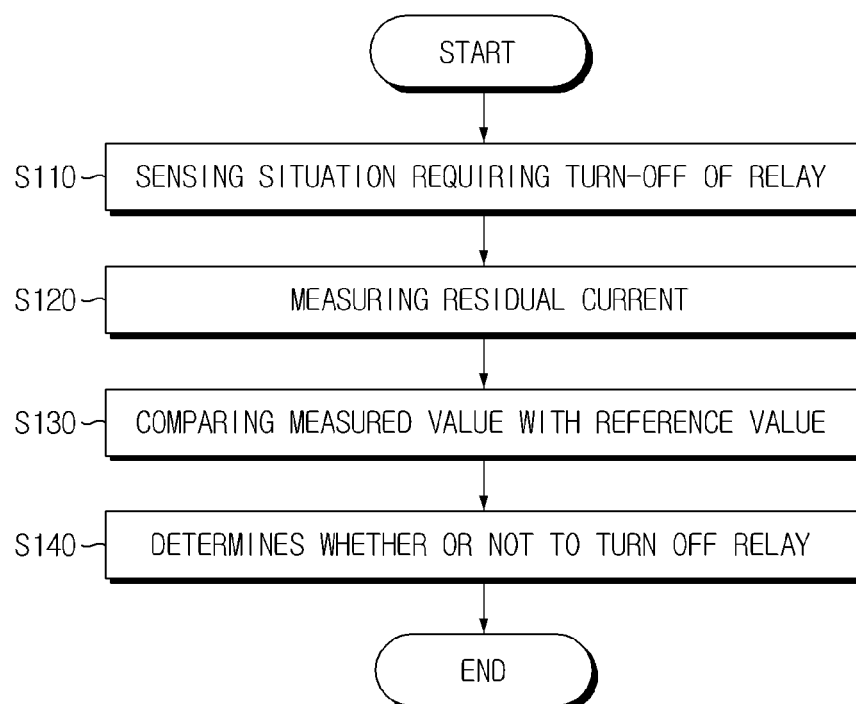 START
S110 SENSING SITUATION REQUIRING TURN-OFF OF RELAY
S120 MEASURING RESIDUAL CURRENT
S130 COMPARING MEASURED VALUE WITH REFERENCE VALUE
S140 DETERMINES WHETHER OR NOT TO TURN OFF RELAY
END